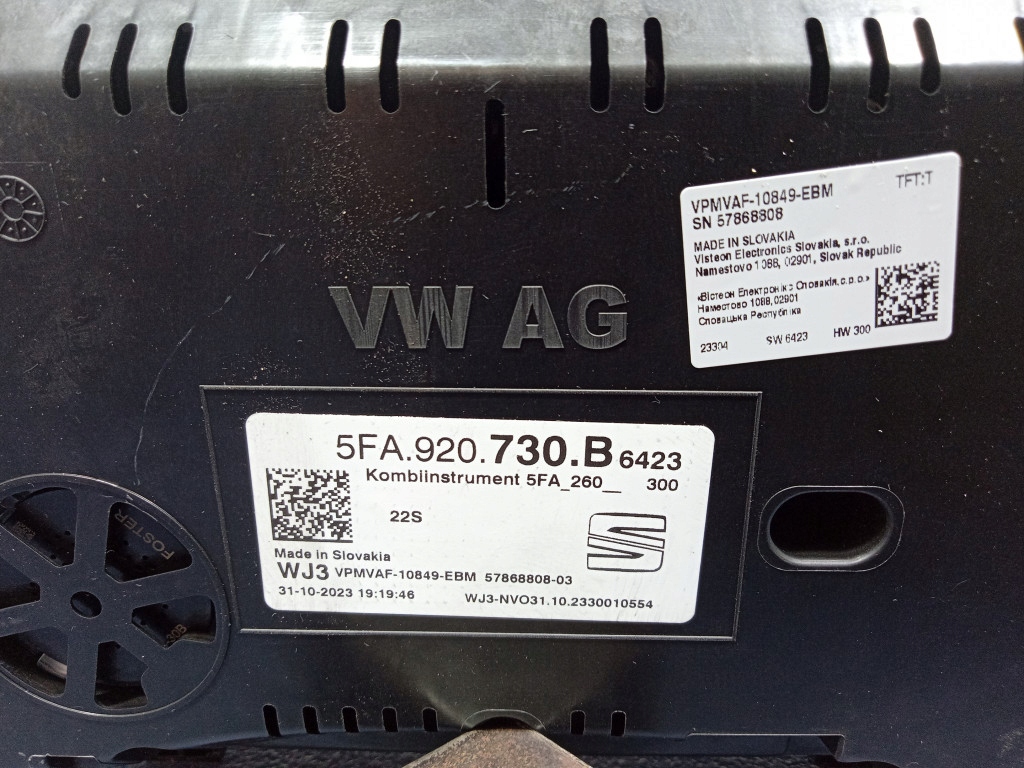 TFT:T
VPMVAF-10849-EBM
SN 57868808
MADE IN SLOVAKIA
Visteon Electronics Slovakia, s.r.o.
Namestovo 1088, 02901, Slovak Republic
«Вістеон Електронікс Словакія, с.р.о.»
Наместово 1088, 02901
Словацька Республіка
23304 SW 6423 HW 300
VW AG
5FA.920.730.B 6423
Kombiinstrument 5FA_260__ 300
22S
Made in Slovakia
WJ3 VPMVAF-10849-EBM 57868808-03
31-10-2023 19:19:46 WJ3-NVO31.10.2330010554
FOSTER